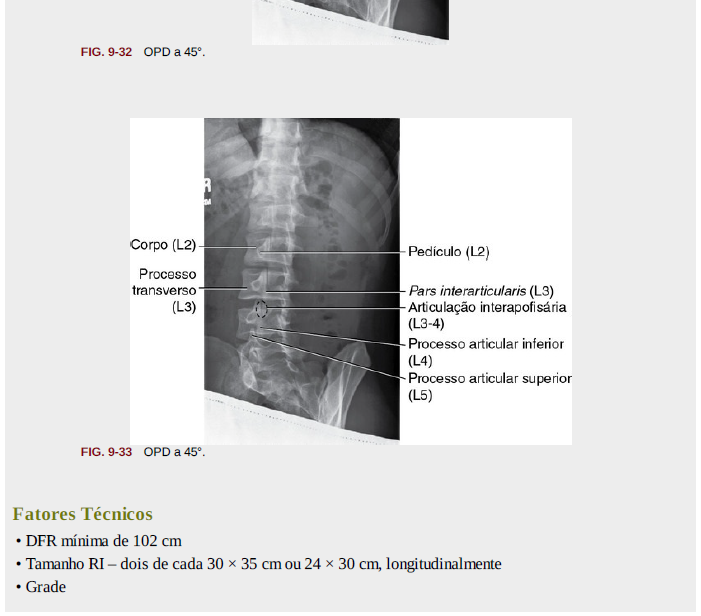 FIG. 9-32 OPD a 45°.
R
Corpo (L2)
Pedículo (L2)
Processo
transverso
(L3)
Pars interarticularis (L3)
Articulação interapofisária
(L3-4)
Processo articular inferior
(L4)
Processo articular superior
(L5)
FIG. 9-33 OPD a 45°.
Fatores Técnicos
• DFR mínima de 102 cm
• Tamanho RI – dois de cada 30 × 35 cm ou 24 × 30 cm, longitudinalmente
• Grade